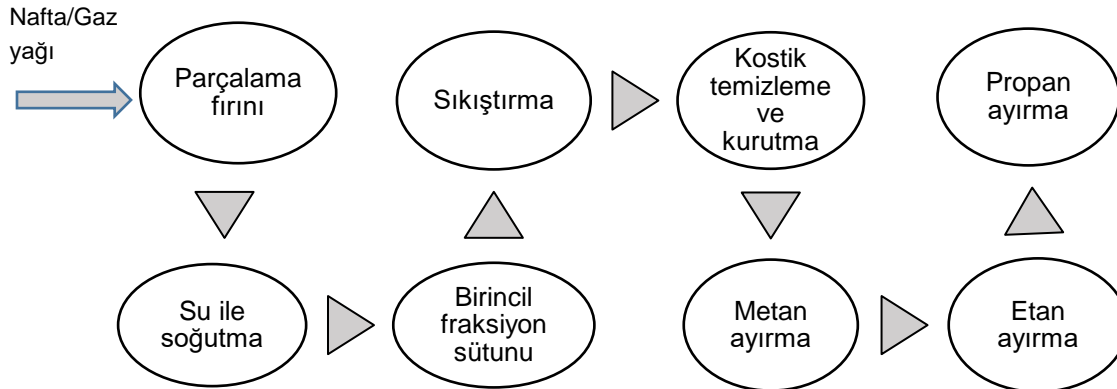 Nafta/Gaz
yağı
Parçalama
fırını
Su ile
soğutma
Birincil
fraksiyon
sütunu
Sıkıştırma
Kostik
temizleme
ve
kurutma
Metan
ayırma
Etan
ayırma
Propan
ayırma